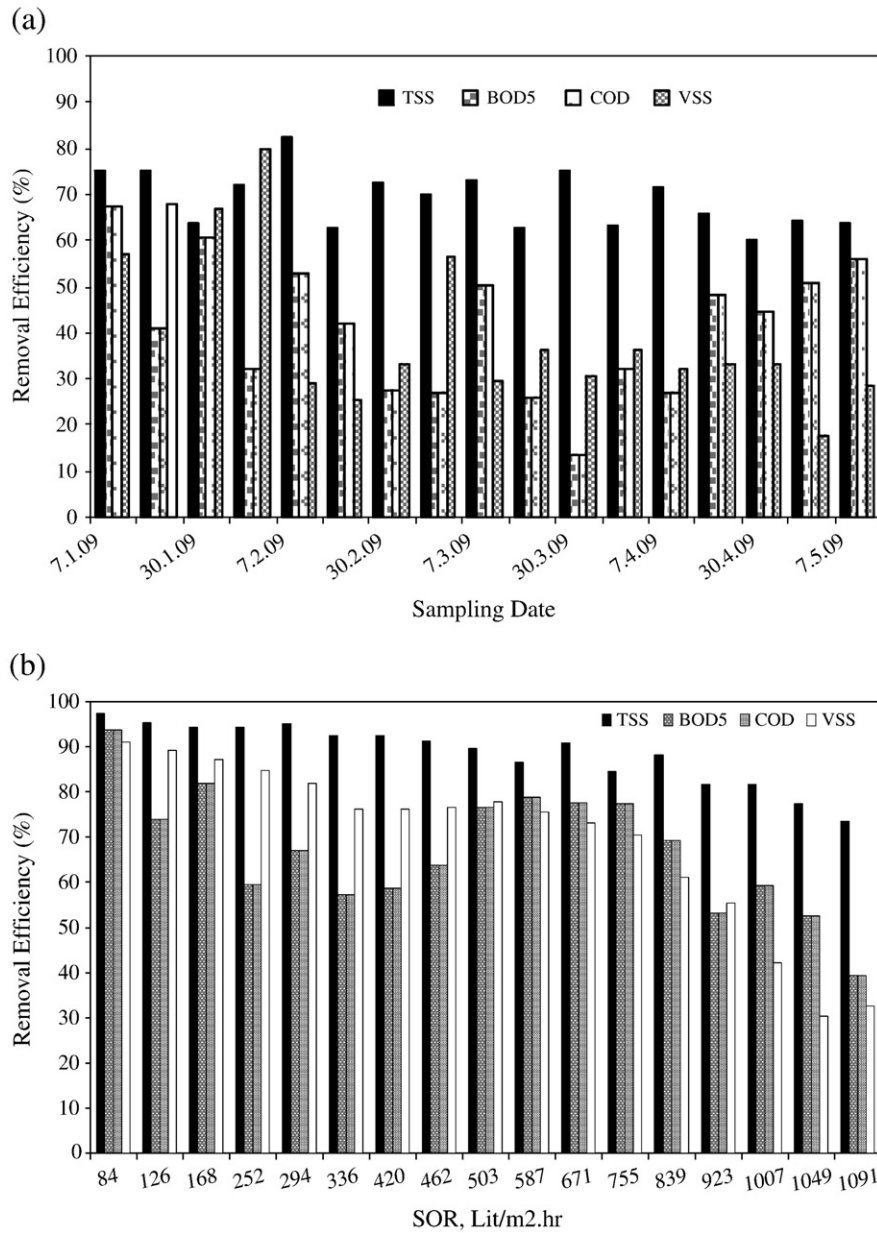 (a)
100
90
80
70
60
50
40
30
20
10
0
Removal Efficiency (%)
TSS BOD5 COD VSS
7.1.09 30.1.09 7.2.09 30.2.09 7.3.09 30.3.09 7.4.09 30.4.09 7.5.09
Sampling Date
(b)
100
90
80
70
60
50
40
30
20
10
0
Removal Efficiency (%)
TSS BOD5 COD VSS
84 126 168 252 294 336 420 462 503 587 671 755 839 923 1007 1049 1091
SOR, Lit/m2.hr